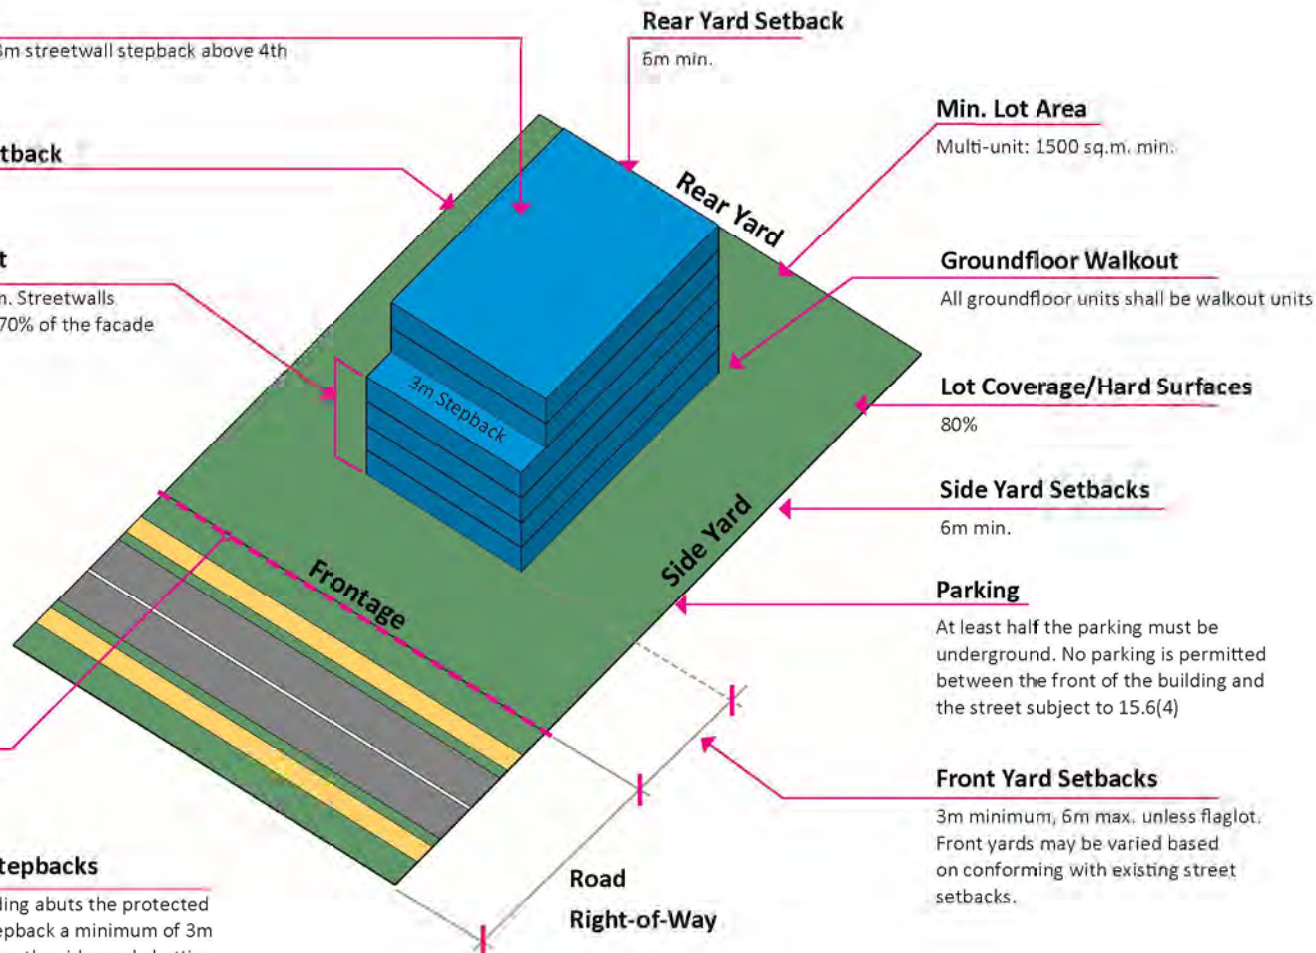 3m streetwall stepback above 4th
tback
t
n. Streetwalls
70% of the facade
Rear Yard Setback
6m min.
Min. Lot Area
Multi-unit: 1500 sq.m. min.
Groundfloor Walkout
All groundfloor units shall be walkout units
Lot Coverage/Hard Surfaces
80%
Side Yard Setbacks
6m min.
Parking
At least half the parking must be
underground. No parking is permitted
between the front of the building and
the street subject to 15.6(4)
Front Yard Setbacks
3m minimum, 6m max. unless flaglot.
Front yards may be varied based
on conforming with existing street
setbacks.
Rear Yard
3m Stepback
Side Yard
Frontage
Road
Right-of-Way
tepbacks
ding abuts the protected
epback a minimum of 3m